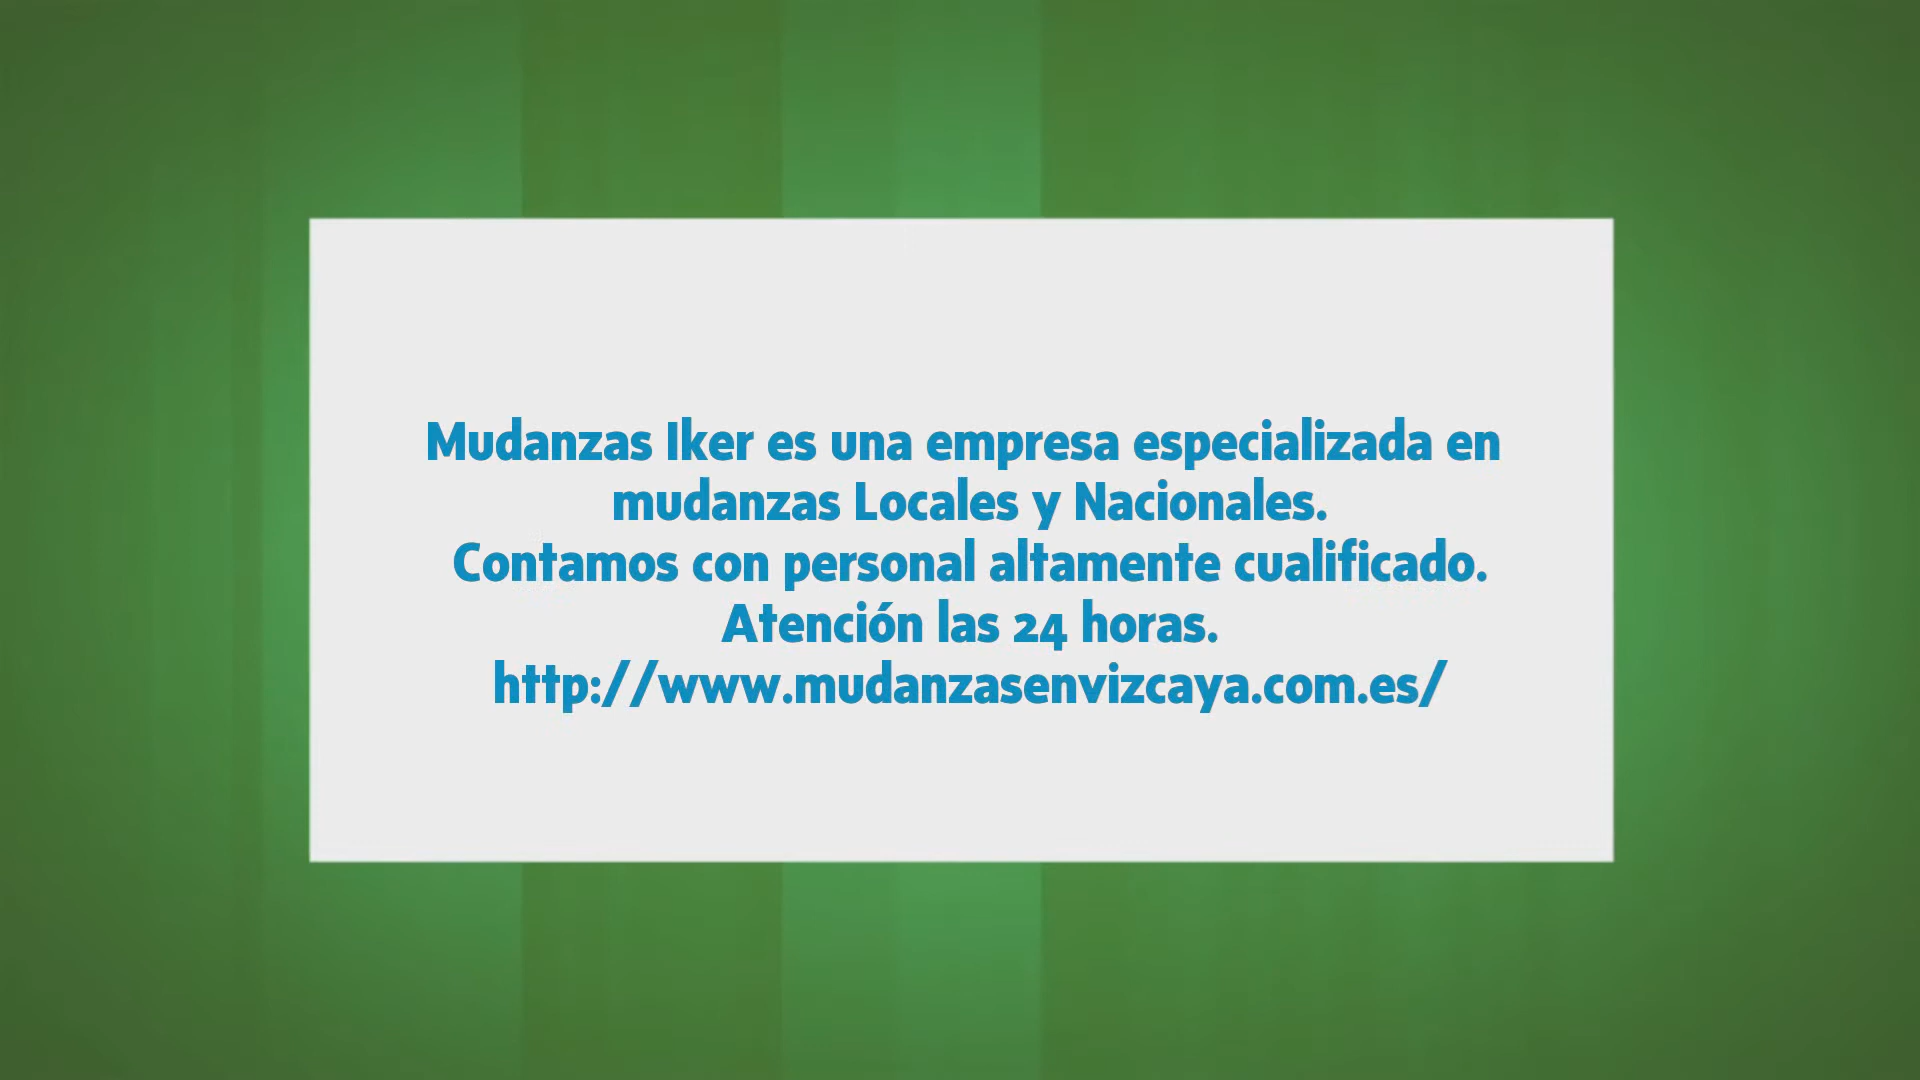 Mudanzas Iker es una empresa especializada en
mudanzas Locales y Nacionales.
Contamos con personal altamente cualificado.
Atención las 24 horas.
http://www.mudanzasenvizcaya.com.es/